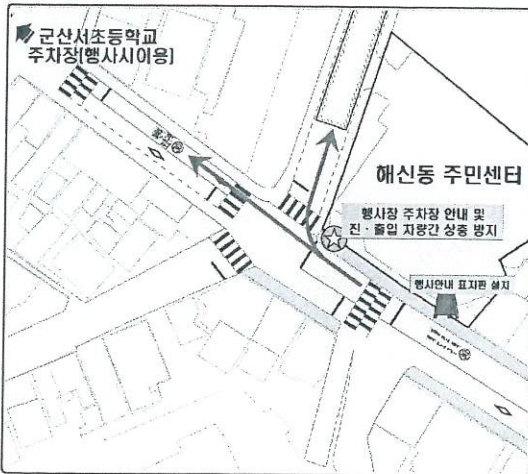 군산서초등학교
주차장[행사시이용]
해신동 주민센터
행사장 주차장 안내 및
진·출입 차량간 상충 방지
행사안내 표지판 설치